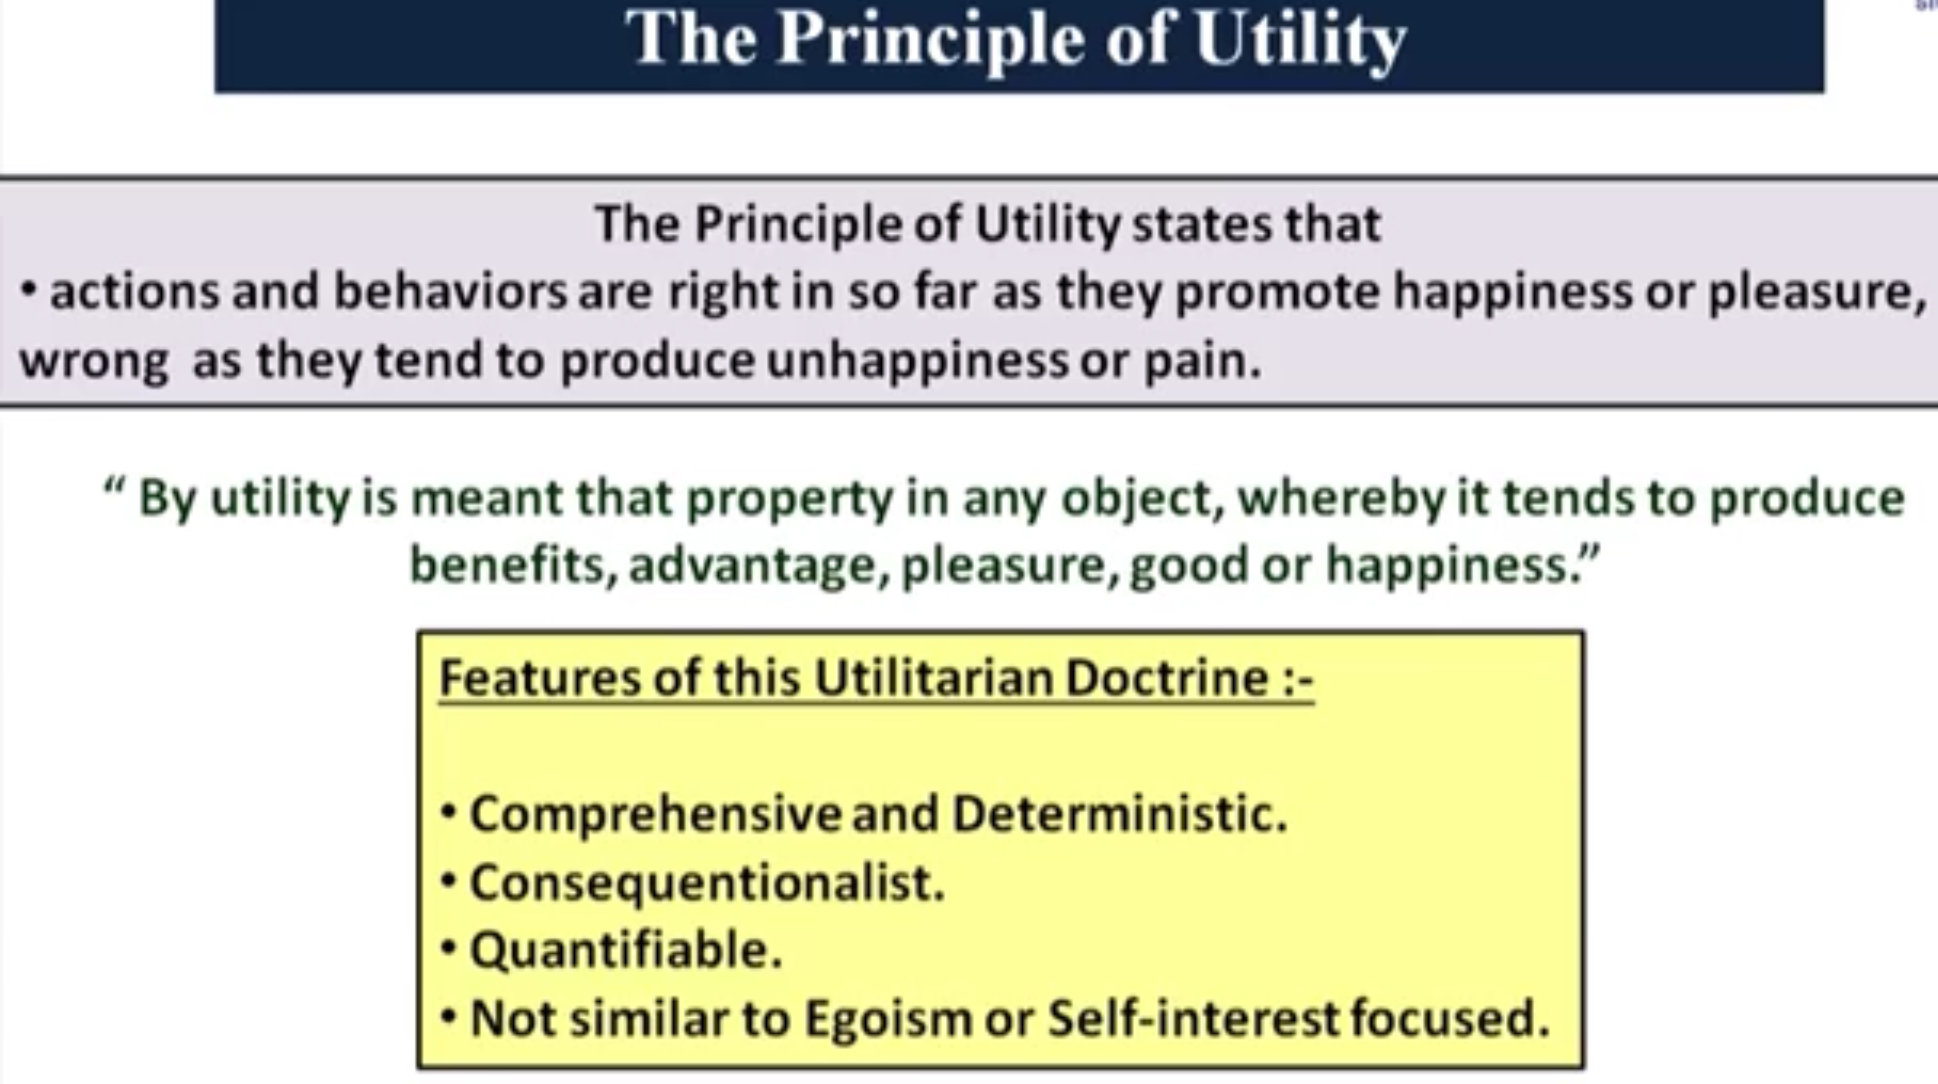 The Principle of Utility
The Principle of Utility states that
• actions and behaviors are right in so far as they promote happiness or pleasure,
wrong as they tend to produce unhappiness or pain.
“ By utility is meant that property in any object, whereby it tends to produce
benefits, advantage, pleasure, good or happiness.”
Features of this Utilitarian Doctrine :-
• Comprehensive and Deterministic.
• Consequentionalist.
• Quantifiable.
• Not similar to Egoism or Self-interest focused.